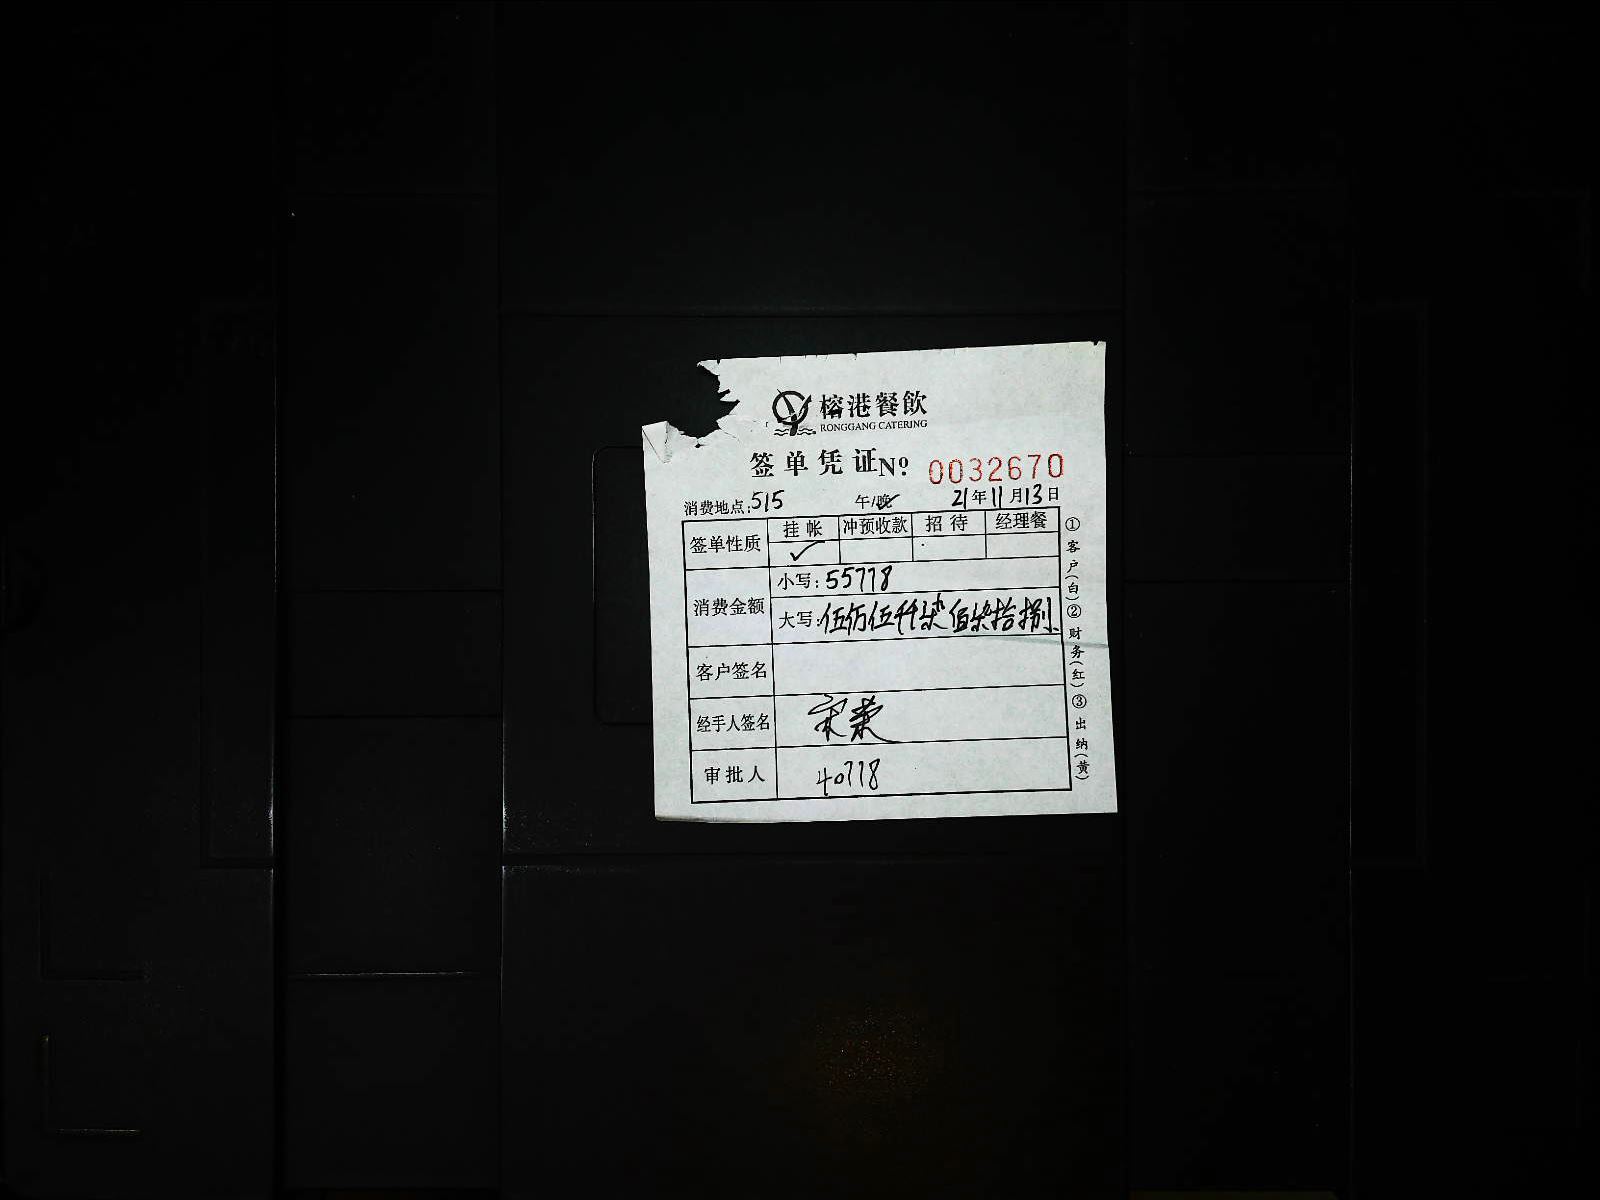 榕港餐飲
RONGGANG CATERING
签单凭证 Nº 0032670
消费地点:515 午/晚 21年11月13日
签单性质 挂帐 冲预收款 招待 经理餐
✓
消费金额 小写:55778
大写:伍万伍仟柒佰柒拾捌
客户签名
经手人签名
审批人 40778
①客户(白)②财务(红)③出纳(黄)